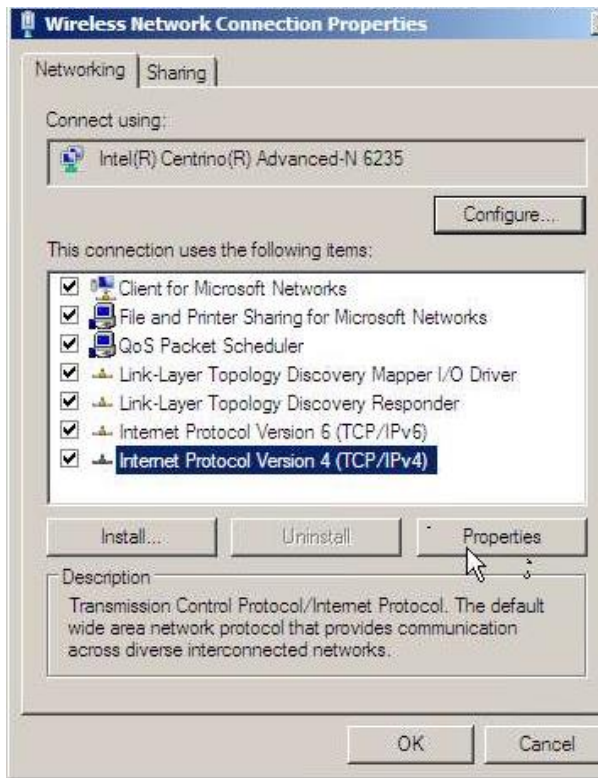 Wireless Network Connection Properties
Networking
Sharing
Connect using:
Intel(R) Centrino(R) Advanced-N 6235
Configure...
This connection uses the following items:
Client for Microsoft Networks
File and Printer Sharing for Microsoft Networks
QoS Packet Scheduler
Link-Layer Topology Discovery Mapper I/O Driver
Link-Layer Topology Discovery Responder
Internet Protocol Version 6 (TCP/IPv6)
Internet Protocol Version 4 (TCP/IPv4)
Install...
Uninstall
Properties
Description
Transmission Control Protocol/Internet Protocol. The default
wide area network protocol that provides communication
across diverse interconnected networks.
OK
Cancel